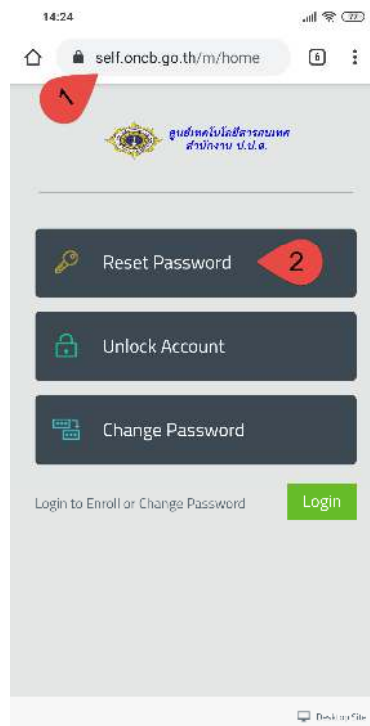 14:24
77
self.oncb.go.th/m/home
6
1
ศูนย์เทคโนโลยีสารสนเทศ
สำนักงาน ป.ป.ส.
Reset Password
2
Unlock Account
Change Password
Login to Enroll or Change Password
Login
Desktop Site